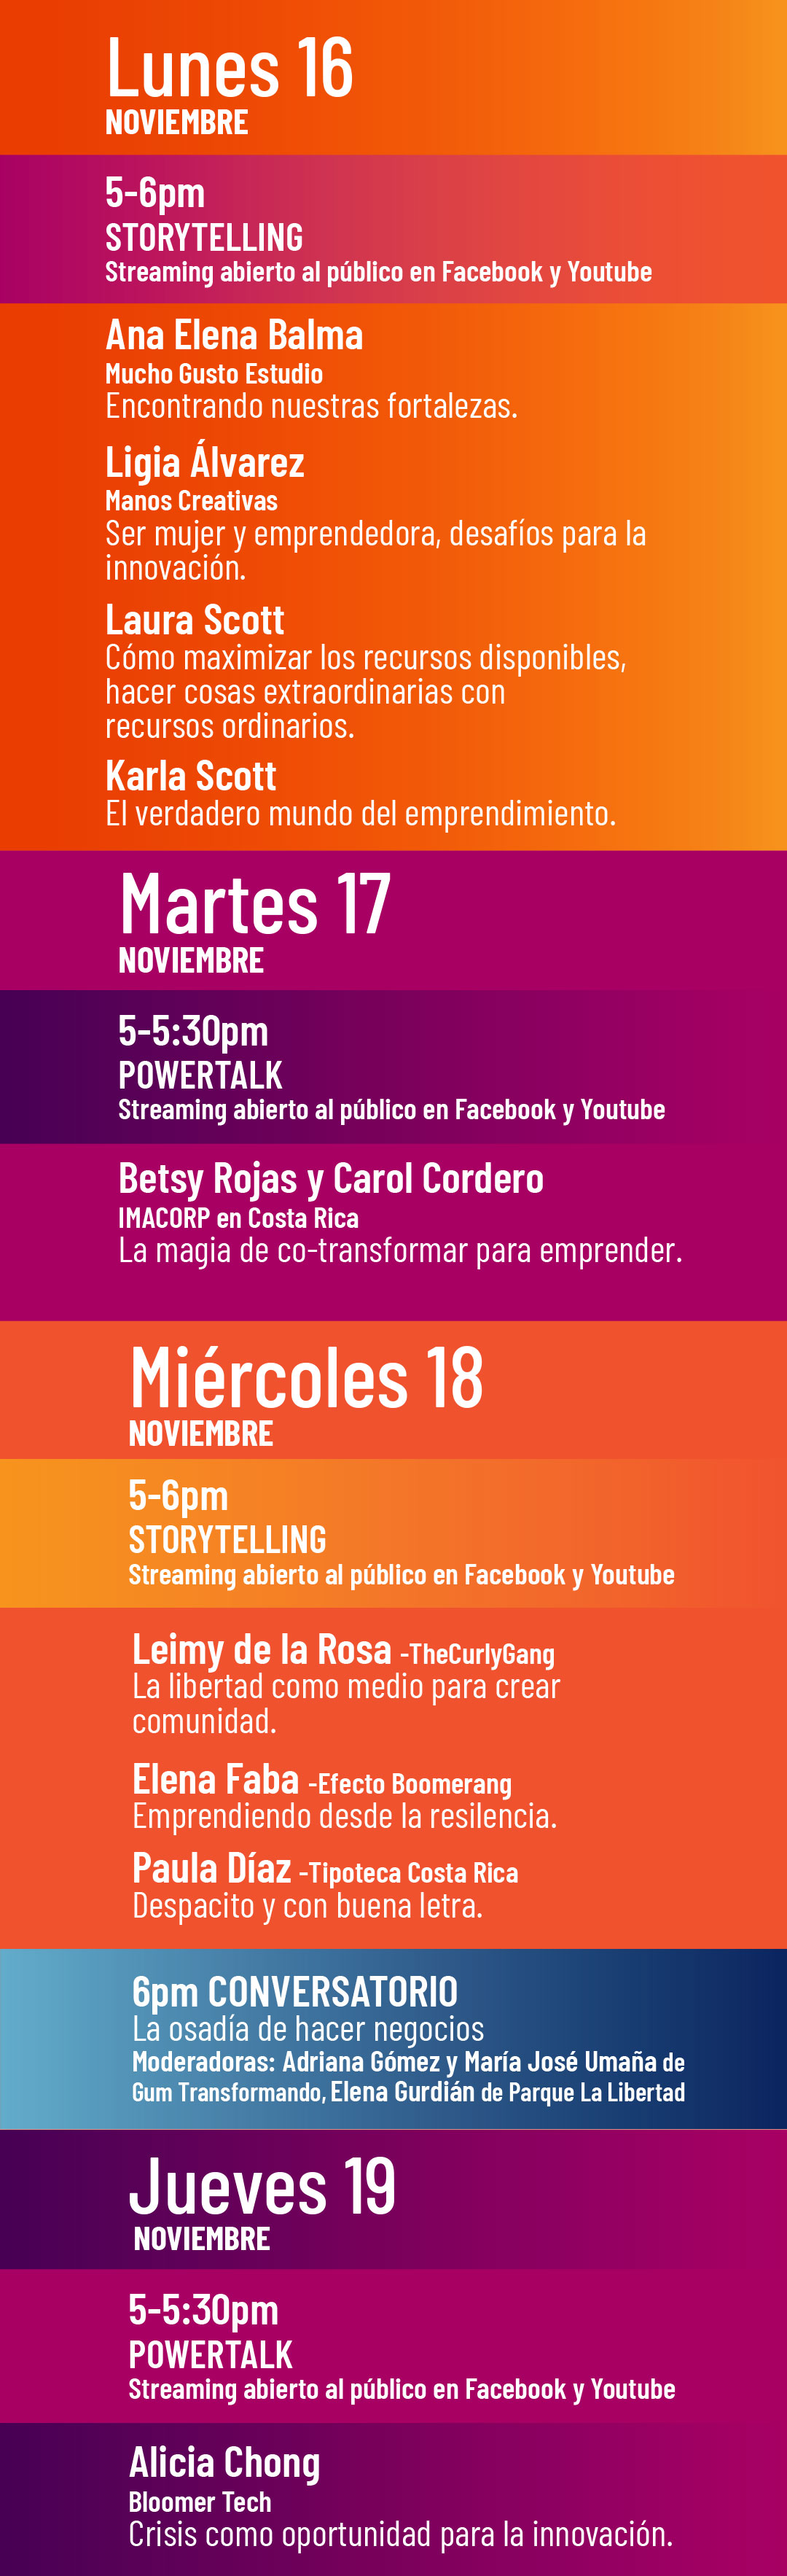 Lunes 16
NOVIEMBRE
5-6pm
STORYTELLING
Streaming abierto al público en Facebook y Youtube
Ana Elena Balma
Mucho Gusto Estudio
Encontrando nuestras fortalezas.
Ligia Álvarez
Manos Creativas
Ser mujer y emprendedora, desafíos para la
innovación.
Laura Scott
Cómo maximizar los recursos disponibles,
hacer cosas extraordinarias con
recursos ordinarios.
Karla Scott
El verdadero mundo del emprendimiento.
Martes 17
NOVIEMBRE
5-5:30pm
POWERTALK
Streaming abierto al público en Facebook y Youtube
Betsy Rojas y Carol Cordero
IMACORP en Costa Rica
La magia de co-transformar para emprender.
Miércoles 18
NOVIEMBRE
5-6pm
STORYTELLING
Streaming abierto al público en Facebook y Youtube
Leimy de la Rosa -TheCurlyGang
La libertad como medio para crear
comunidad.
Elena Faba -Efecto Boomerang
Emprendiendo desde la resilencia.
Paula Díaz -Tipoteca Costa Rica
Despacito y con buena letra.
6pm CONVERSATORIO
La osadía de hacer negocios
Moderadoras: Adriana Gómez y María José Umaña de
Gum Transformando, Elena Gurdián de Parque La Libertad
Jueves 19
NOVIEMBRE
5-5:30pm
POWERTALK
Streaming abierto al público en Facebook y Youtube
Alicia Chong
Bloomer Tech
Crisis como oportunidad para la innovación.